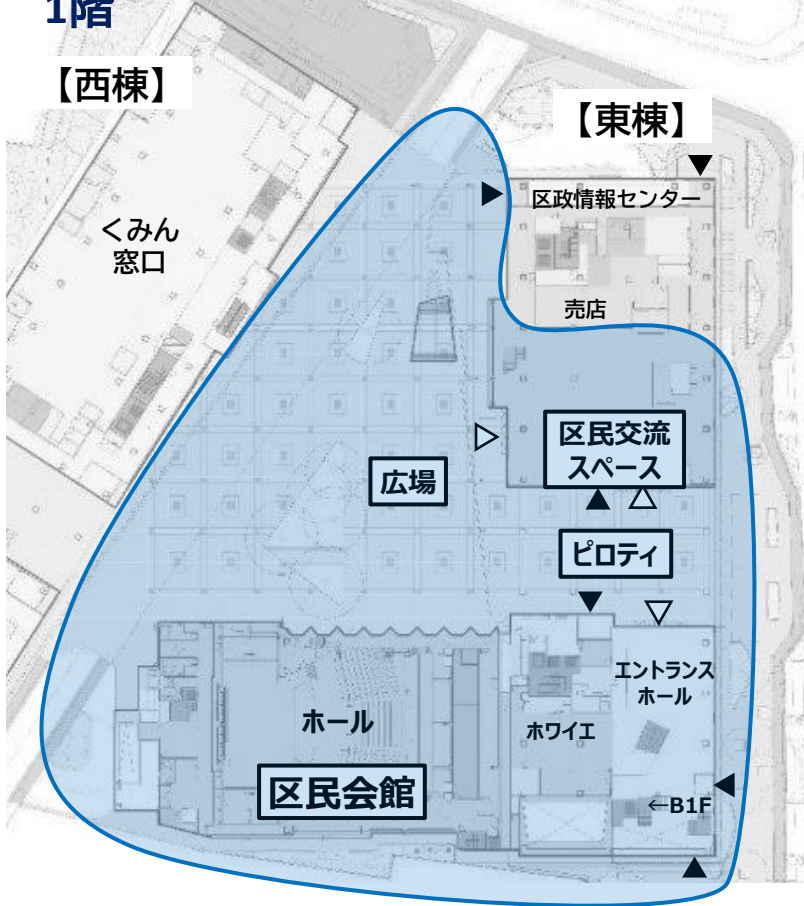 1階
【西棟】
【東棟】
区政情報センター
くみん
窓口
売店
区民交流
スペース
広場
ピロティ
エントランス
ホール
ホール
ホワイエ
区民会館
←B1F